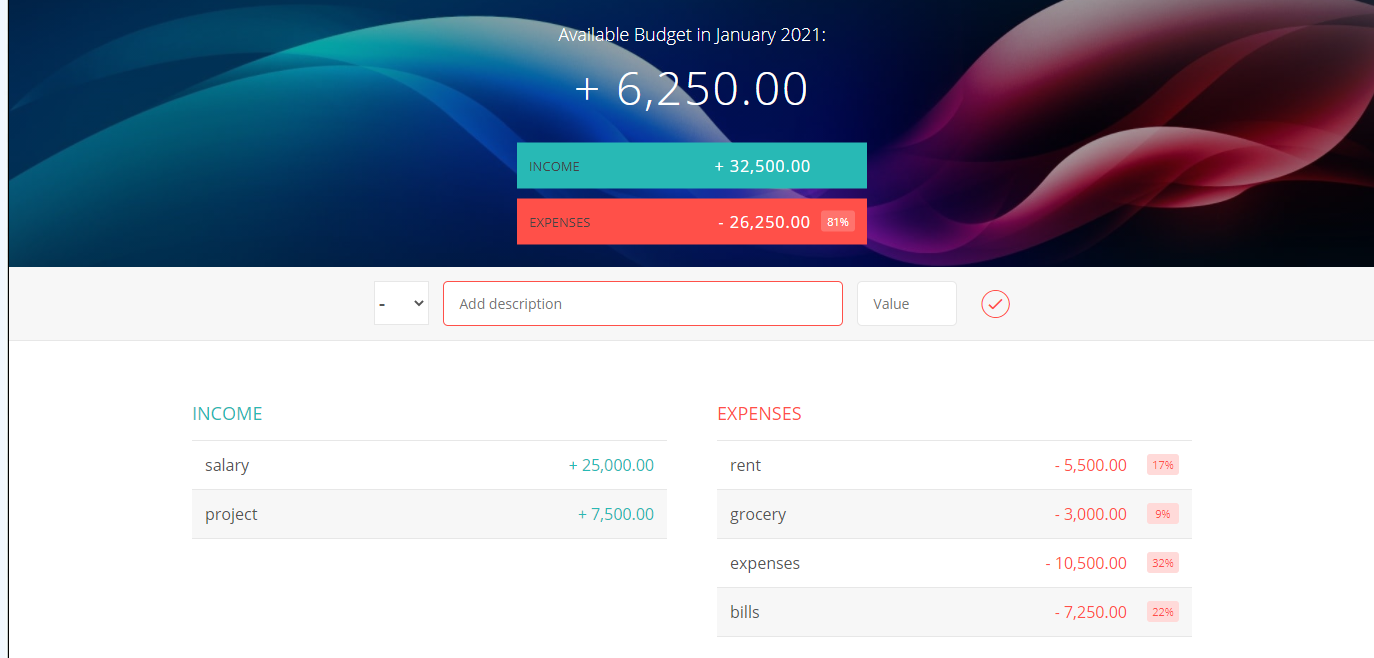 Available Budget in January 2021:
+ 6,250.00
INCOME + 32,500.00
EXPENSES - 26,250.00 81%
- Add description Value
INCOME
salary + 25,000.00
project + 7,500.00
EXPENSES
rent - 5,500.00 17%
grocery - 3,000.00 9%
expenses - 10,500.00 32%
bills - 7,250.00 22%